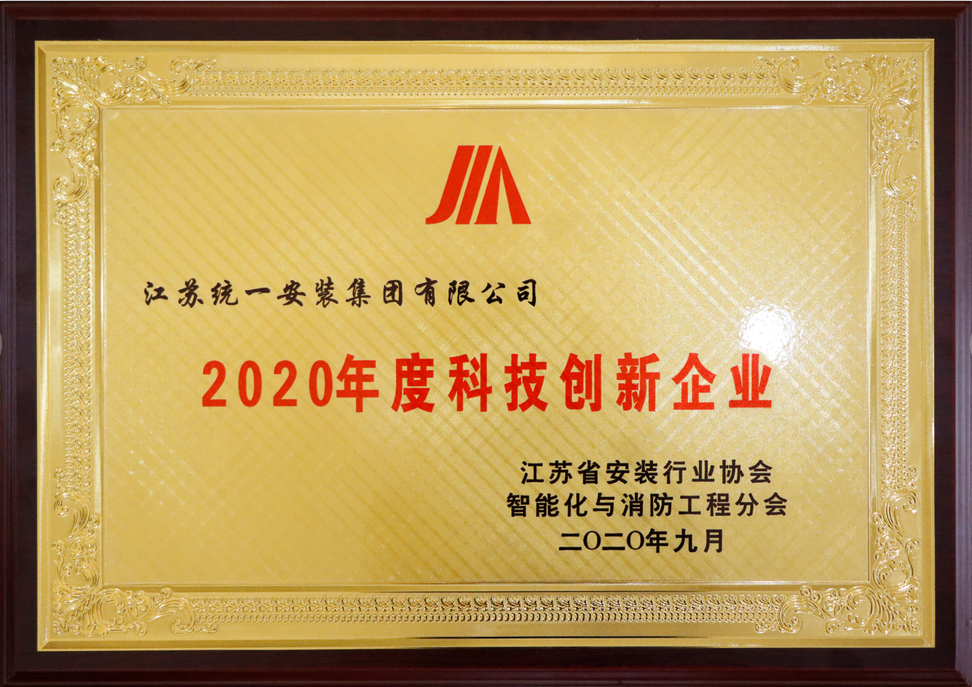 江苏统一安装集团有限公司
2020年度科技创新企业
江苏省安装行业协会
智能化与消防工程分会
二〇二〇年九月